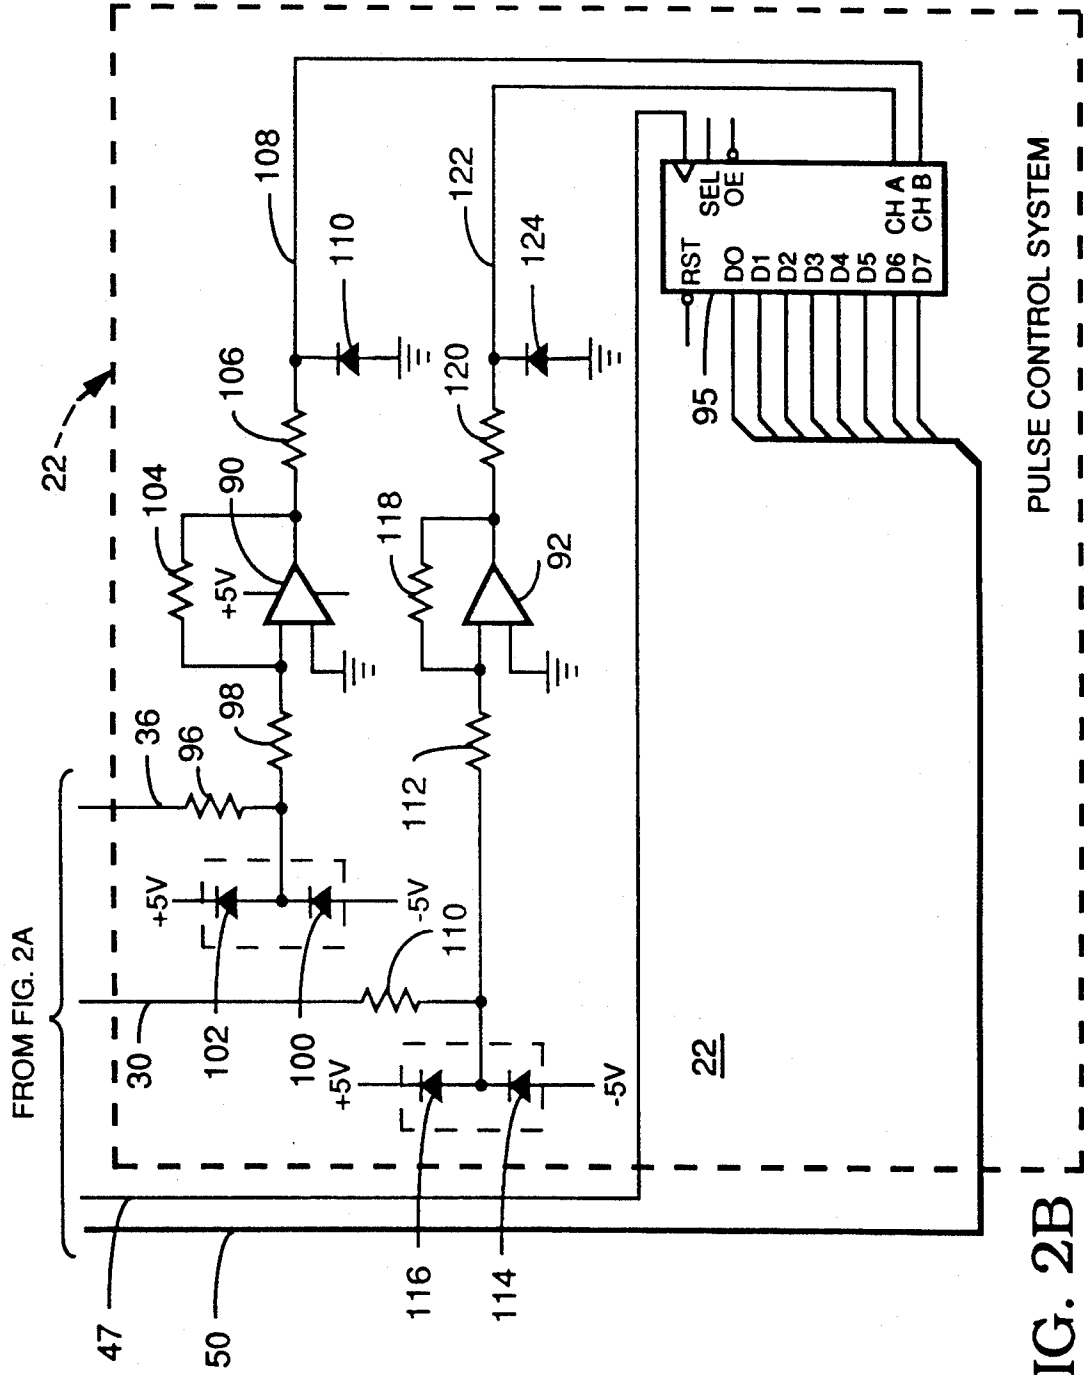 FROM FIG. 2A
22
47
50
30
36
96
+5V
102
100
-5V
98
104
+5V
90
106
108
110
+5V
116
114
-5V
110
112
118
92
120
122
124
22
95
RST
SEL
OE
D0
D1
D2
D3
D4
D5
D6
D7
CH A
CH B
PULSE CONTROL SYSTEM
IG. 2B